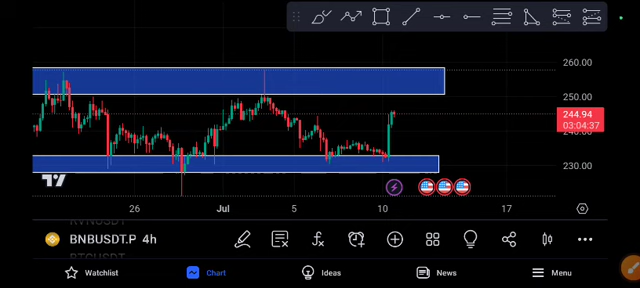 260.00
250.00
244.94
03:04:37
240.00
230.00
26 Jul 5 10 17
BNBUSDT.P 4h
Watchlist Chart Ideas News Menu